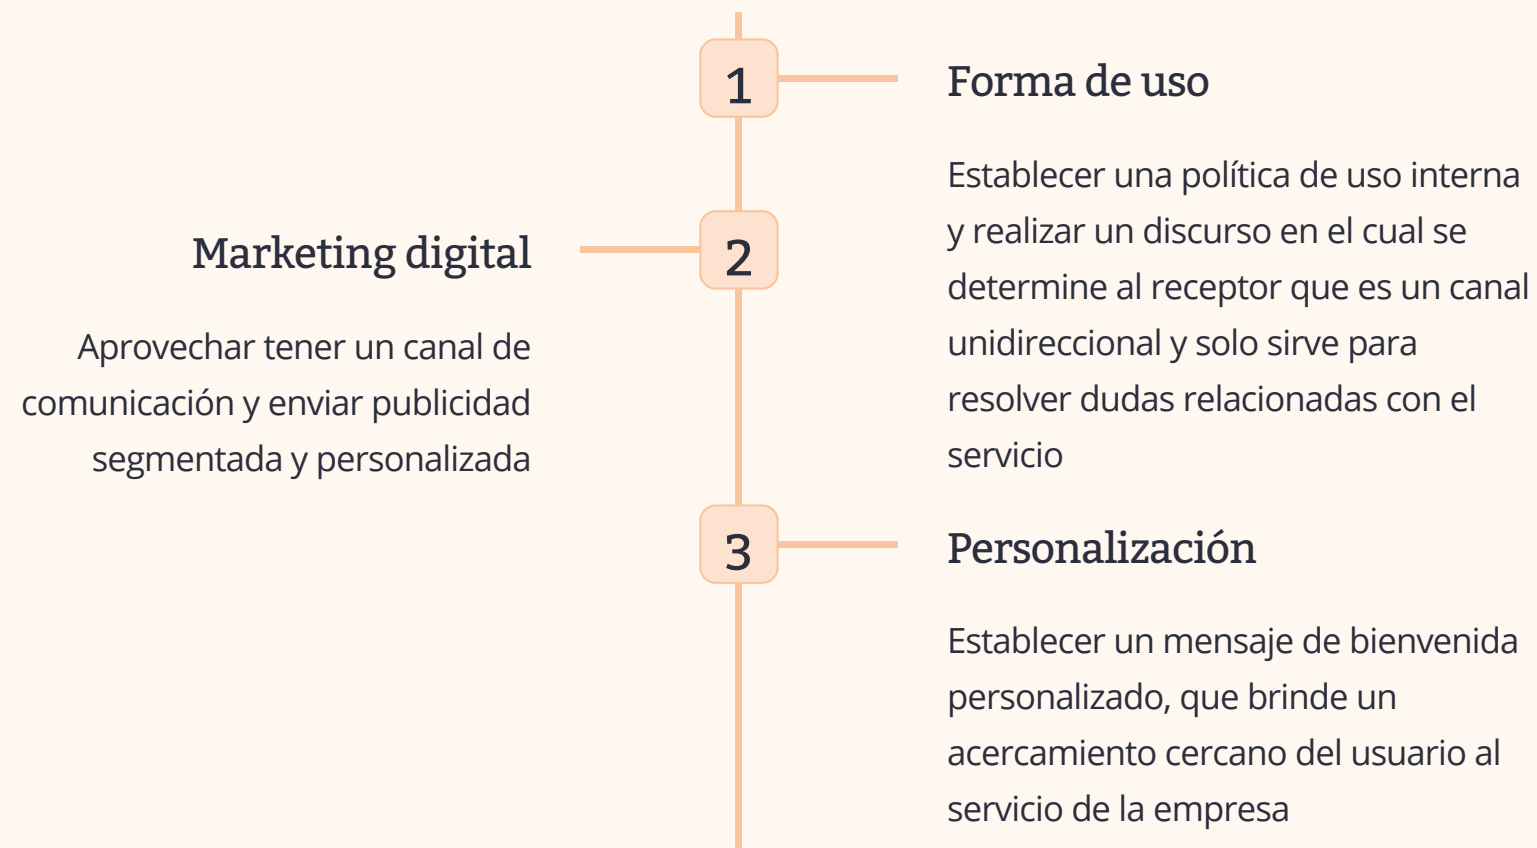 1
Forma de uso
Establecer una política de uso interna
y realizar un discurso en el cual se
determine al receptor que es un canal
unidireccional y solo sirve para
resolver dudas relacionadas con el
servicio
2
Marketing digital
Aprovechar tener un canal de
comunicación y enviar publicidad
segmentada y personalizada
3
Personalización
Establecer un mensaje de bienvenida
personalizado, que brinde un
acercamiento cercano del usuario al
servicio de la empresa